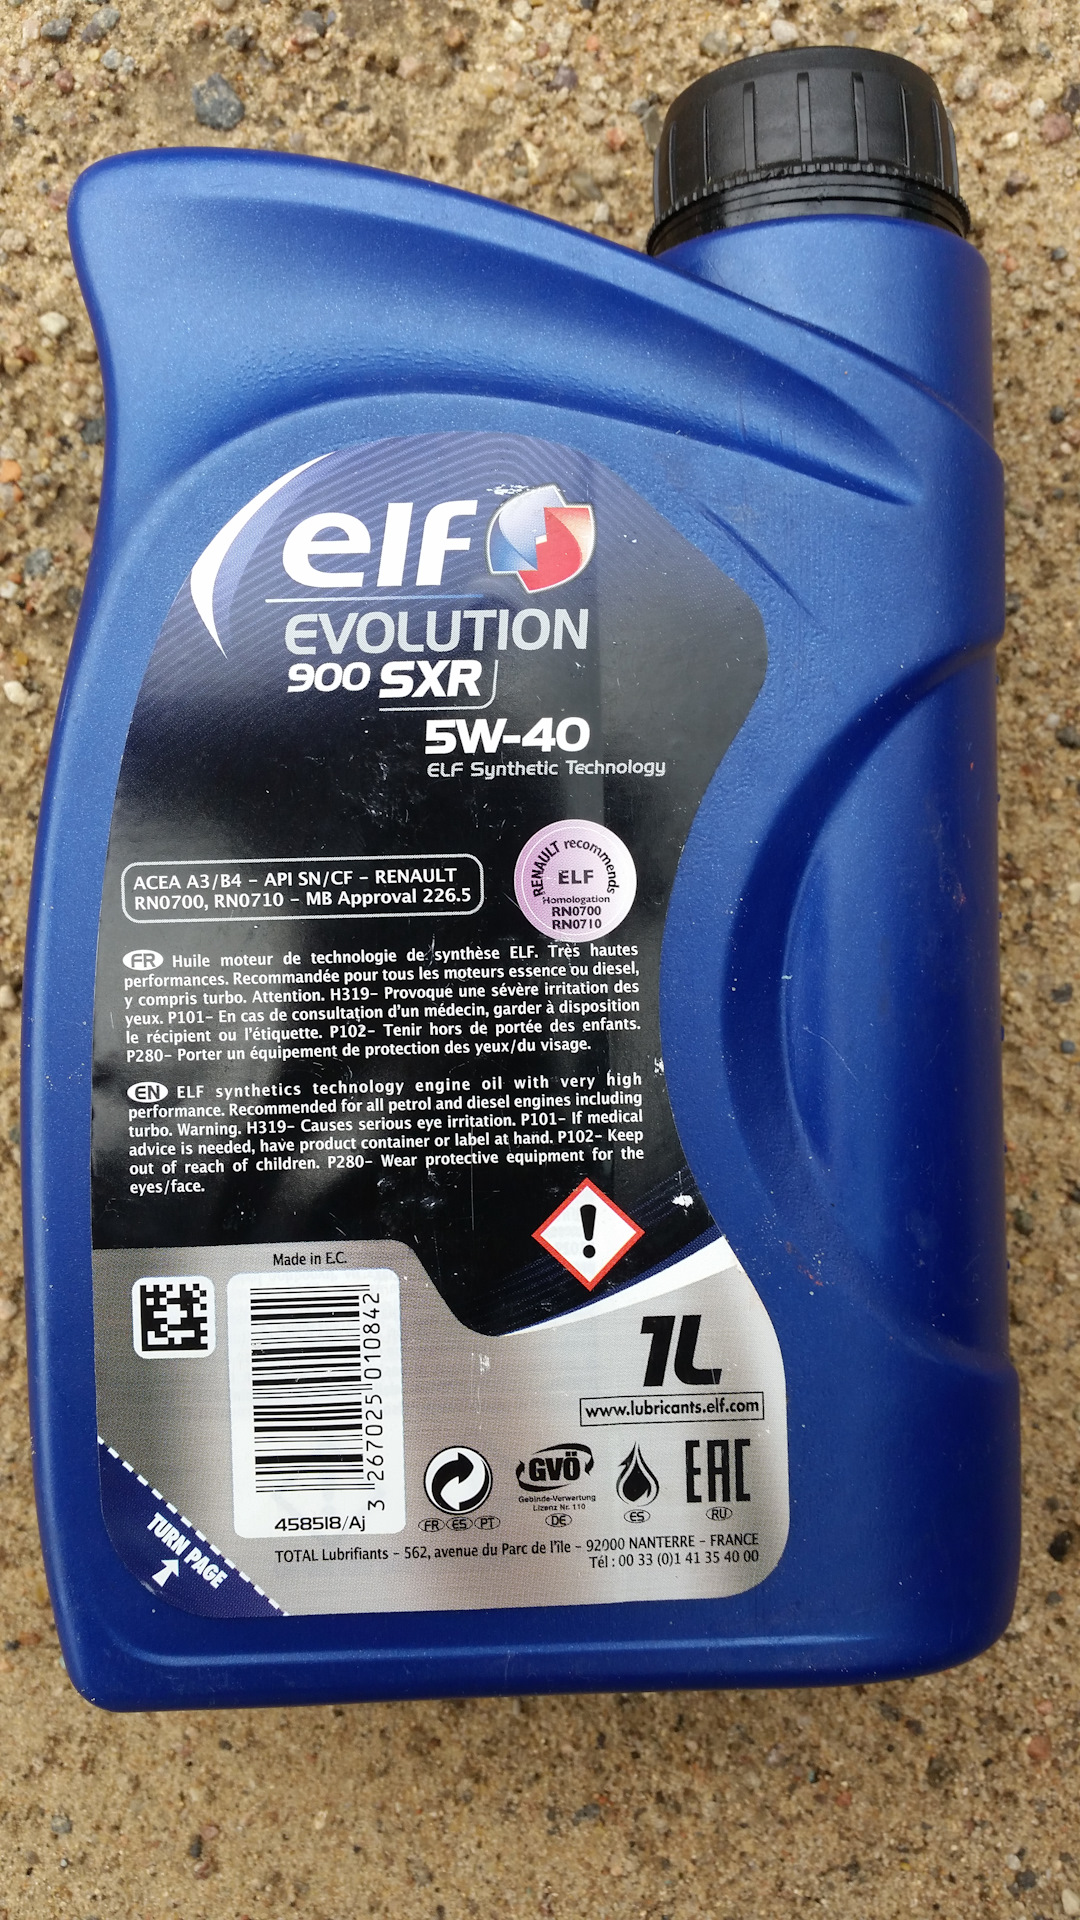 elf
EVOLUTION
900 SXR
5W-40
ELF Synthetic Technology
ACEA A3/B4 – API SN/CF – RENAULT
RN0700, RN0710 – MB Approval 226.5
RENAULT recommends
ELF
Homologation
RN0700
RN0710
FR Huile moteur de technologie de synthèse ELF. Très hautes
performances. Recommandée pour tous les moteurs essence ou diesel,
y compris turbo. Attention. H319– Provoque une sévère irritation des
yeux. P101– En cas de consultation d'un médecin, garder à disposition
le récipient ou l'étiquette. P102– Tenir hors de portée des enfants.
P280– Porter un équipement de protection des yeux/du visage.
EN ELF synthetics technology engine oil with very high
performance. Recommended for all petrol and diesel engines including
turbo. Warning. H319– Causes serious eye irritation. P101– If medical
advice is needed, have product container or label at hand. P102– Keep
out of reach of children. P280– Wear protective equipment for the
eyes/face.
Made in E.C.
3 267025 010842
458518/Aj
1L
www.lubricants.elf.com
FR ES PT
GVÖ
Gebinde-Verwertung
Lizenz Nr. 110
DE
ES
EAC
RU
TURN PAGE
TOTAL Lubrifiants – 562, avenue du Parc de l'île – 92000 NANTERRE – FRANCE
Tél : 00 33 (0)1 41 35 40 00